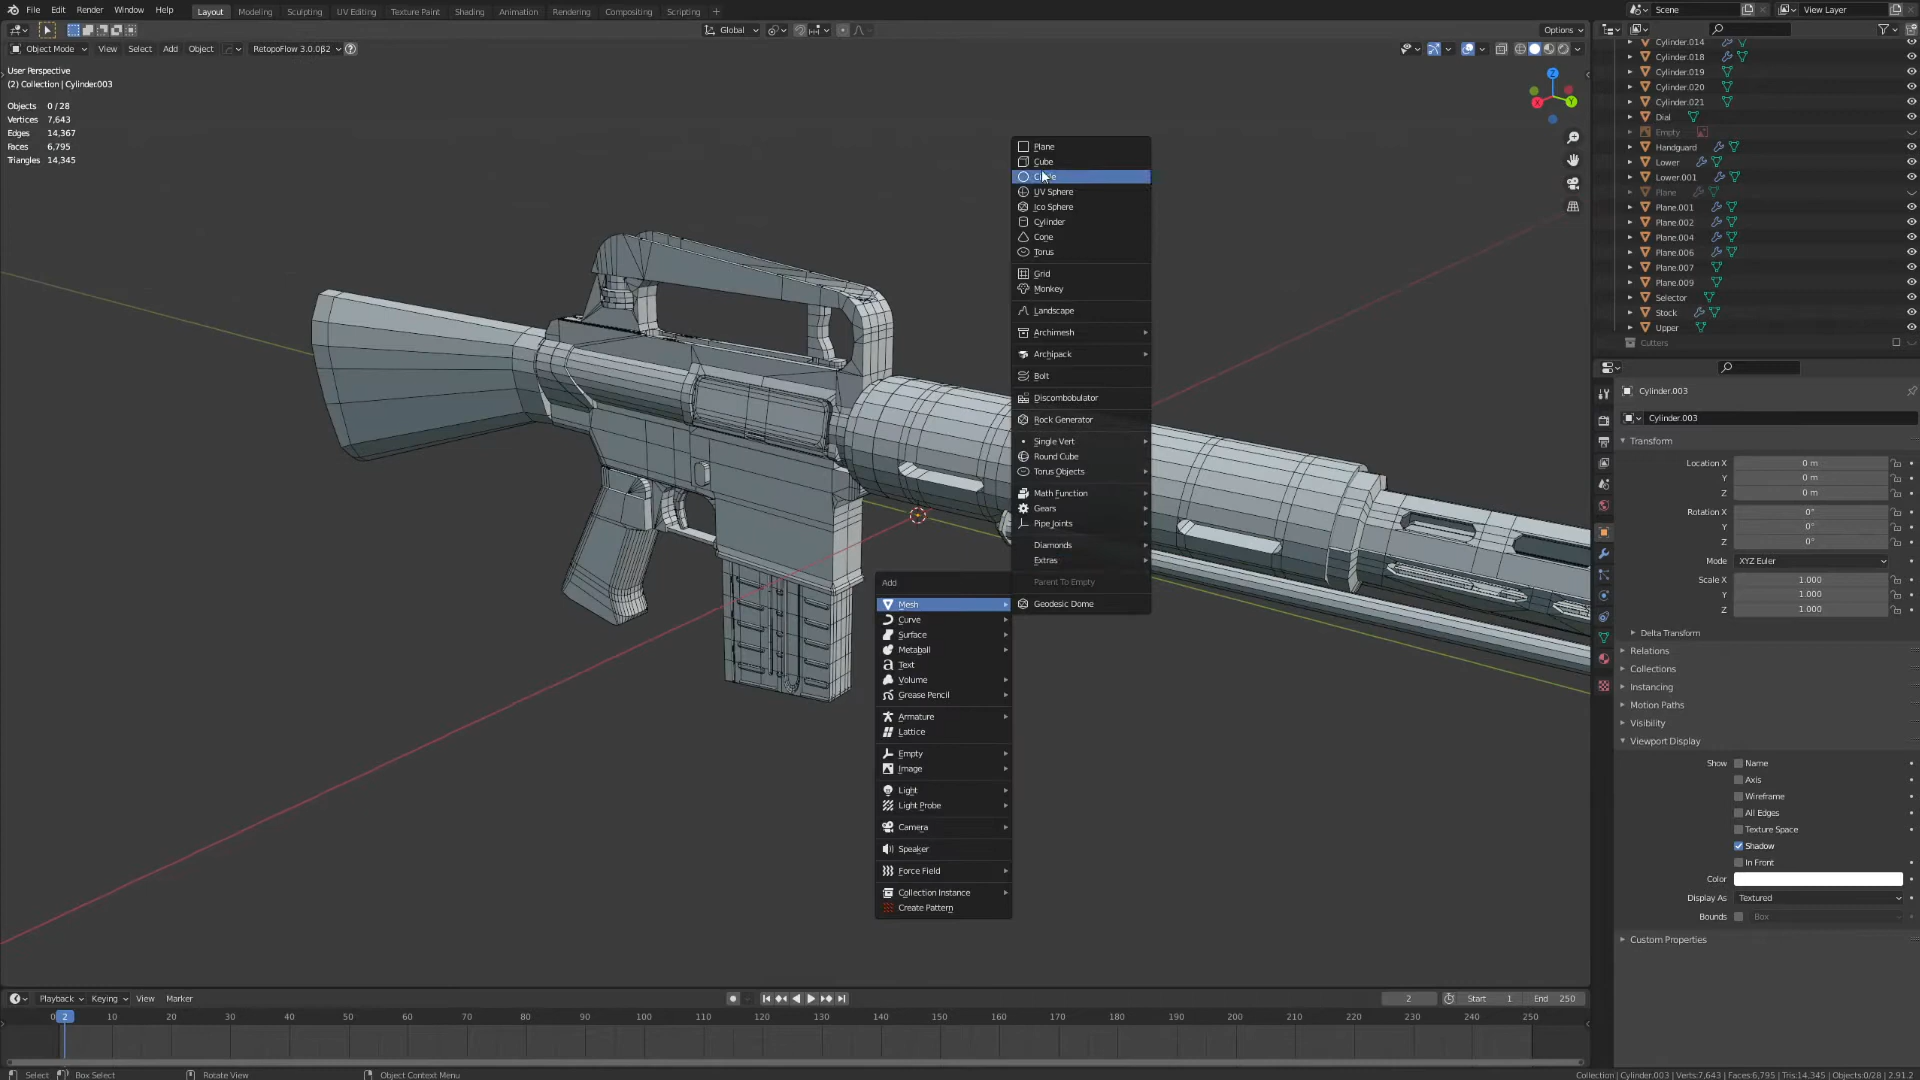 File Edit Render Window Help Layout Modeling Sculpting UV Editing Texture Paint Shading Animation Rendering Compositing Scripting + Scene View Layer
Global Options
Object Mode View Select Add Object RetopoFlow 3.0.0β2
User Perspective
(2) Collection | Cylinder.003
Objects 0 / 28
Vertices 7,643
Edges 14,367
Faces 6,795
Triangles 14,345
Z
X
Y
Plane
Cube
UV Sphere
Ico Sphere
Cylinder
Cone
Torus
Grid
Monkey
Landscape
Archimesh
Archipack
Bolt
Discombobulator
Rock Generator
Single Vert
Round Cube
Torus Objects
Math Function
Gears
Pipe Joints
Diamonds
Extras
Parent To Empty
Geodesic Dome
Add
Mesh
Curve
Surface
Metaball
Text
Volume
Grease Pencil
Armature
Lattice
Empty
Image
Light
Light Probe
Camera
Speaker
Force Field
Collection Instance
Create Pattern
Cylinder.014
Cylinder.018
Cylinder.019
Cylinder.020
Cylinder.021
Dial
Empty
Handguard
Lower
Lower.001
Plane
Plane.001
Plane.002
Plane.004
Plane.006
Plane.007
Plane.009
Selector
Stock
Upper
Cutters
Cylinder.003
Cylinder.003
Transform
Location X 0 m
Y 0 m
Z 0 m
Rotation X 0°
Y 0°
Z 0°
Mode XYZ Euler
Scale X 1.000
Y 1.000
Z 1.000
Delta Transform
Relations
Collections
Instancing
Motion Paths
Visibility
Viewport Display
Show Name
Axis
Wireframe
All Edges
Texture Space
Shadow
In Front
Color
Display As Textured
Bounds Box
Custom Properties
Playback Keying View Marker 2 Start 1 End 250
0 2 10 20 30 40 50 60 70 80 90 100 110 120 130 140 150 160 170 180 190 200 210 220 230 240 250
Select Box Select Rotate View Object Context Menu Collection | Cylinder.003 | Verts:7,643 | Faces:6,795 | Tris:14,345 | Objects:0/28 | 2.91.2